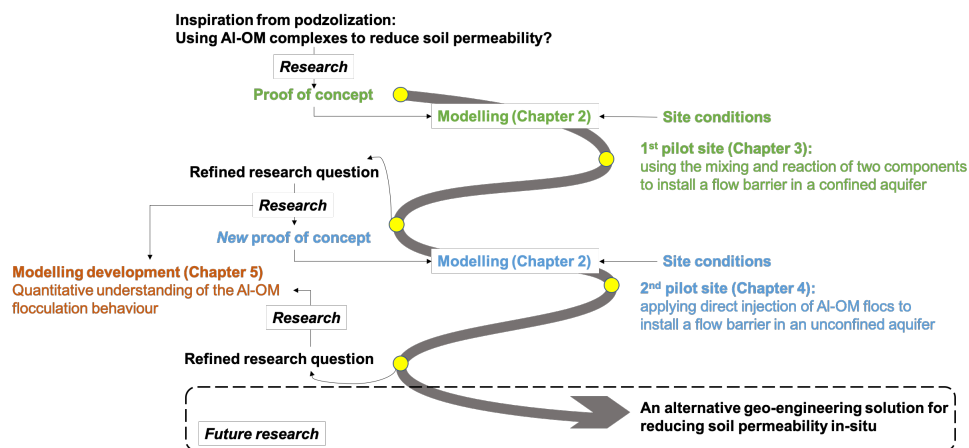 Inspiration from podzolization:
Using Al-OM complexes to reduce soil permeability?
Research
Proof of concept
Modelling (Chapter 2)
Site conditions
1st pilot site (Chapter 3):
using the mixing and reaction of two components
to install a flow barrier in a confined aquifer
Refined research question
Research
New proof of concept
Modelling (Chapter 2)
Site conditions
Modelling development (Chapter 5)
Quantitative understanding of the Al-OM
flocculation behaviour
2nd pilot site (Chapter 4):
applying direct injection of Al-OM flocs to
install a flow barrier in an unconfined aquifer
Research
Refined research question
An alternative geo-engineering solution for
reducing soil permeability in-situ
Future research